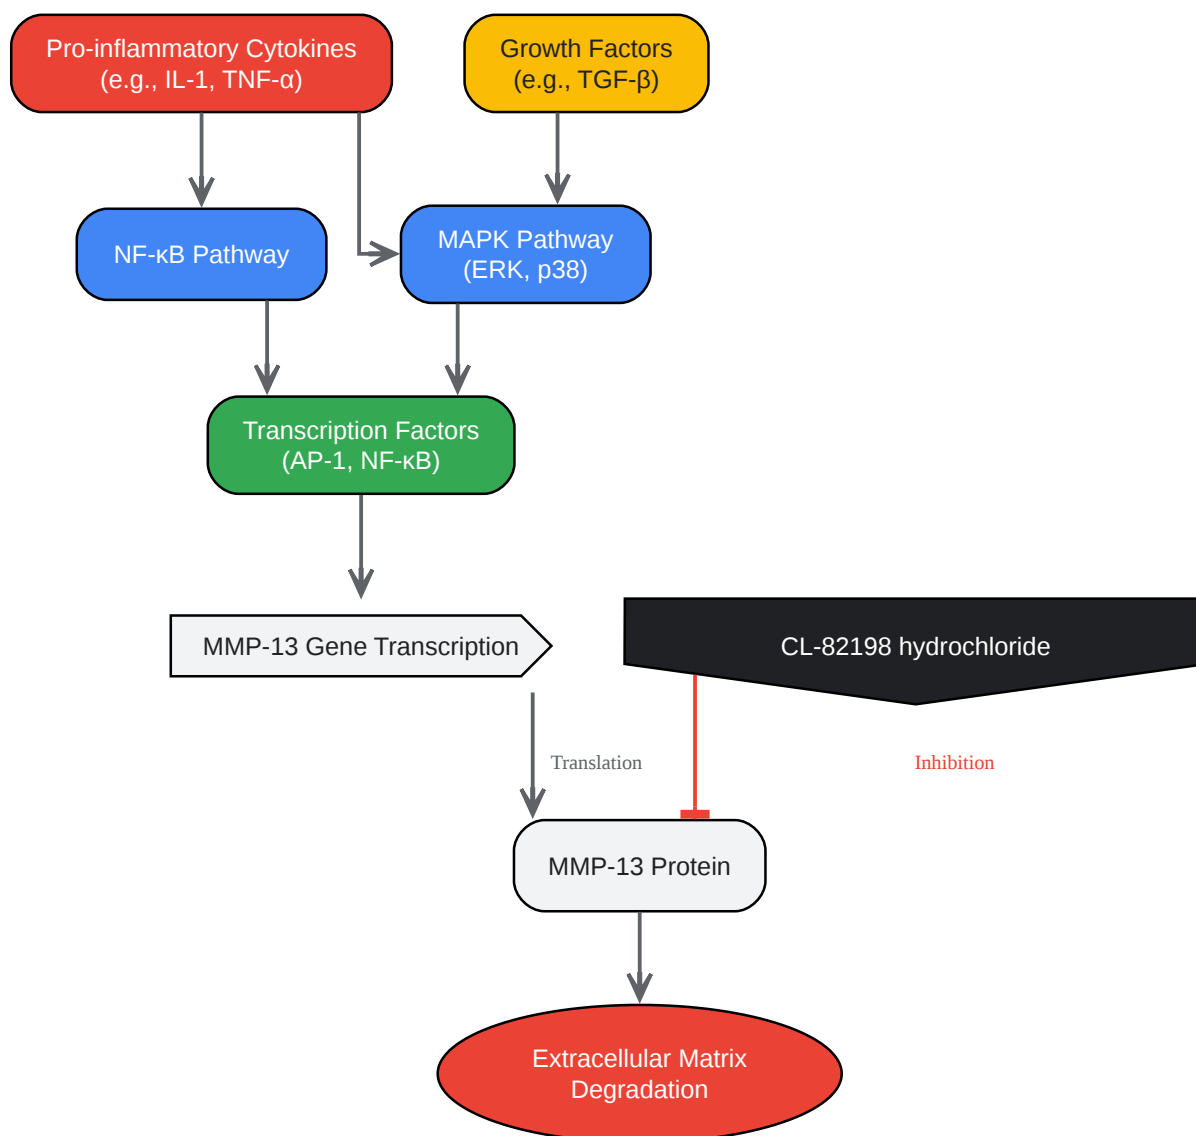 Pro-inflammatory Cytokines
(e.g., IL-1, TNF-α)
Growth Factors
(e.g., TGF-β)
NF-κB Pathway
MAPK Pathway
(ERK, p38)
Transcription Factors
(AP-1, NF-κB)
MMP-13 Gene Transcription
CL-82198 hydrochloride
Translation
Inhibition
MMP-13 Protein
Extracellular Matrix
Degradation